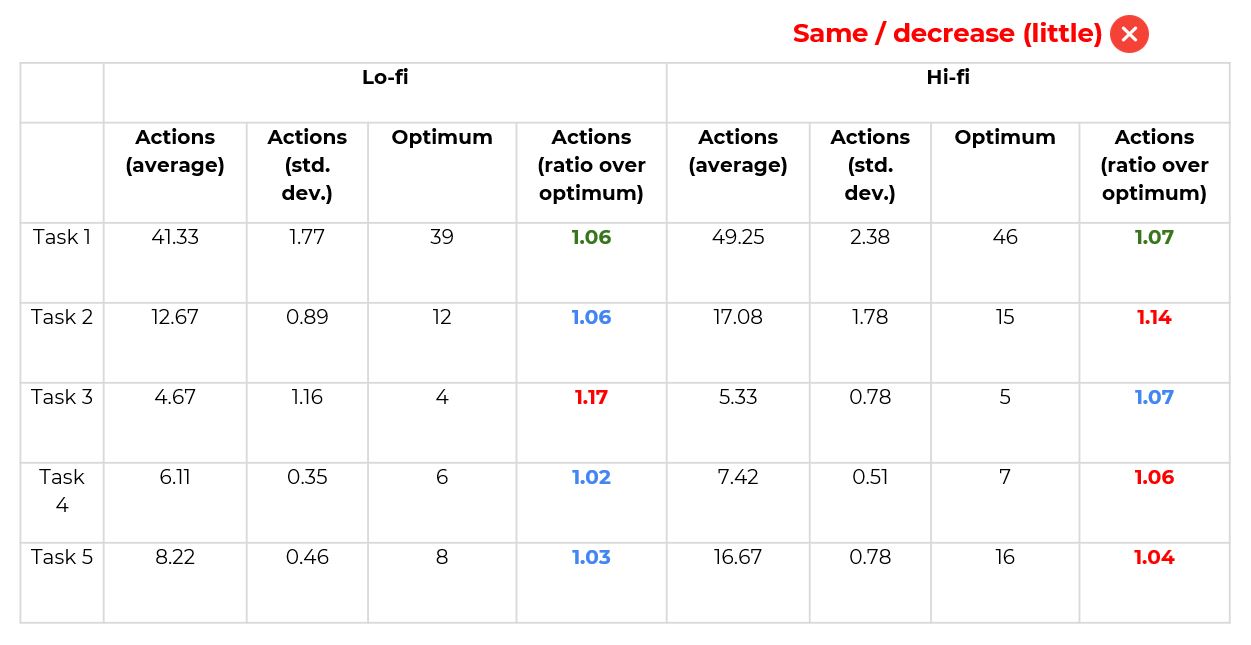 Same / decrease (little)
Lo-fi Hi-fi
Actions (average) Actions (std. dev.) Optimum Actions (ratio over optimum) Actions (average) Actions (std. dev.) Optimum Actions (ratio over optimum)
Task 1 41.33 1.77 39 1.06 49.25 2.38 46 1.07
Task 2 12.67 0.89 12 1.06 17.08 1.78 15 1.14
Task 3 4.67 1.16 4 1.17 5.33 0.78 5 1.07
Task 4 6.11 0.35 6 1.02 7.42 0.51 7 1.06
Task 5 8.22 0.46 8 1.03 16.67 0.78 16 1.04